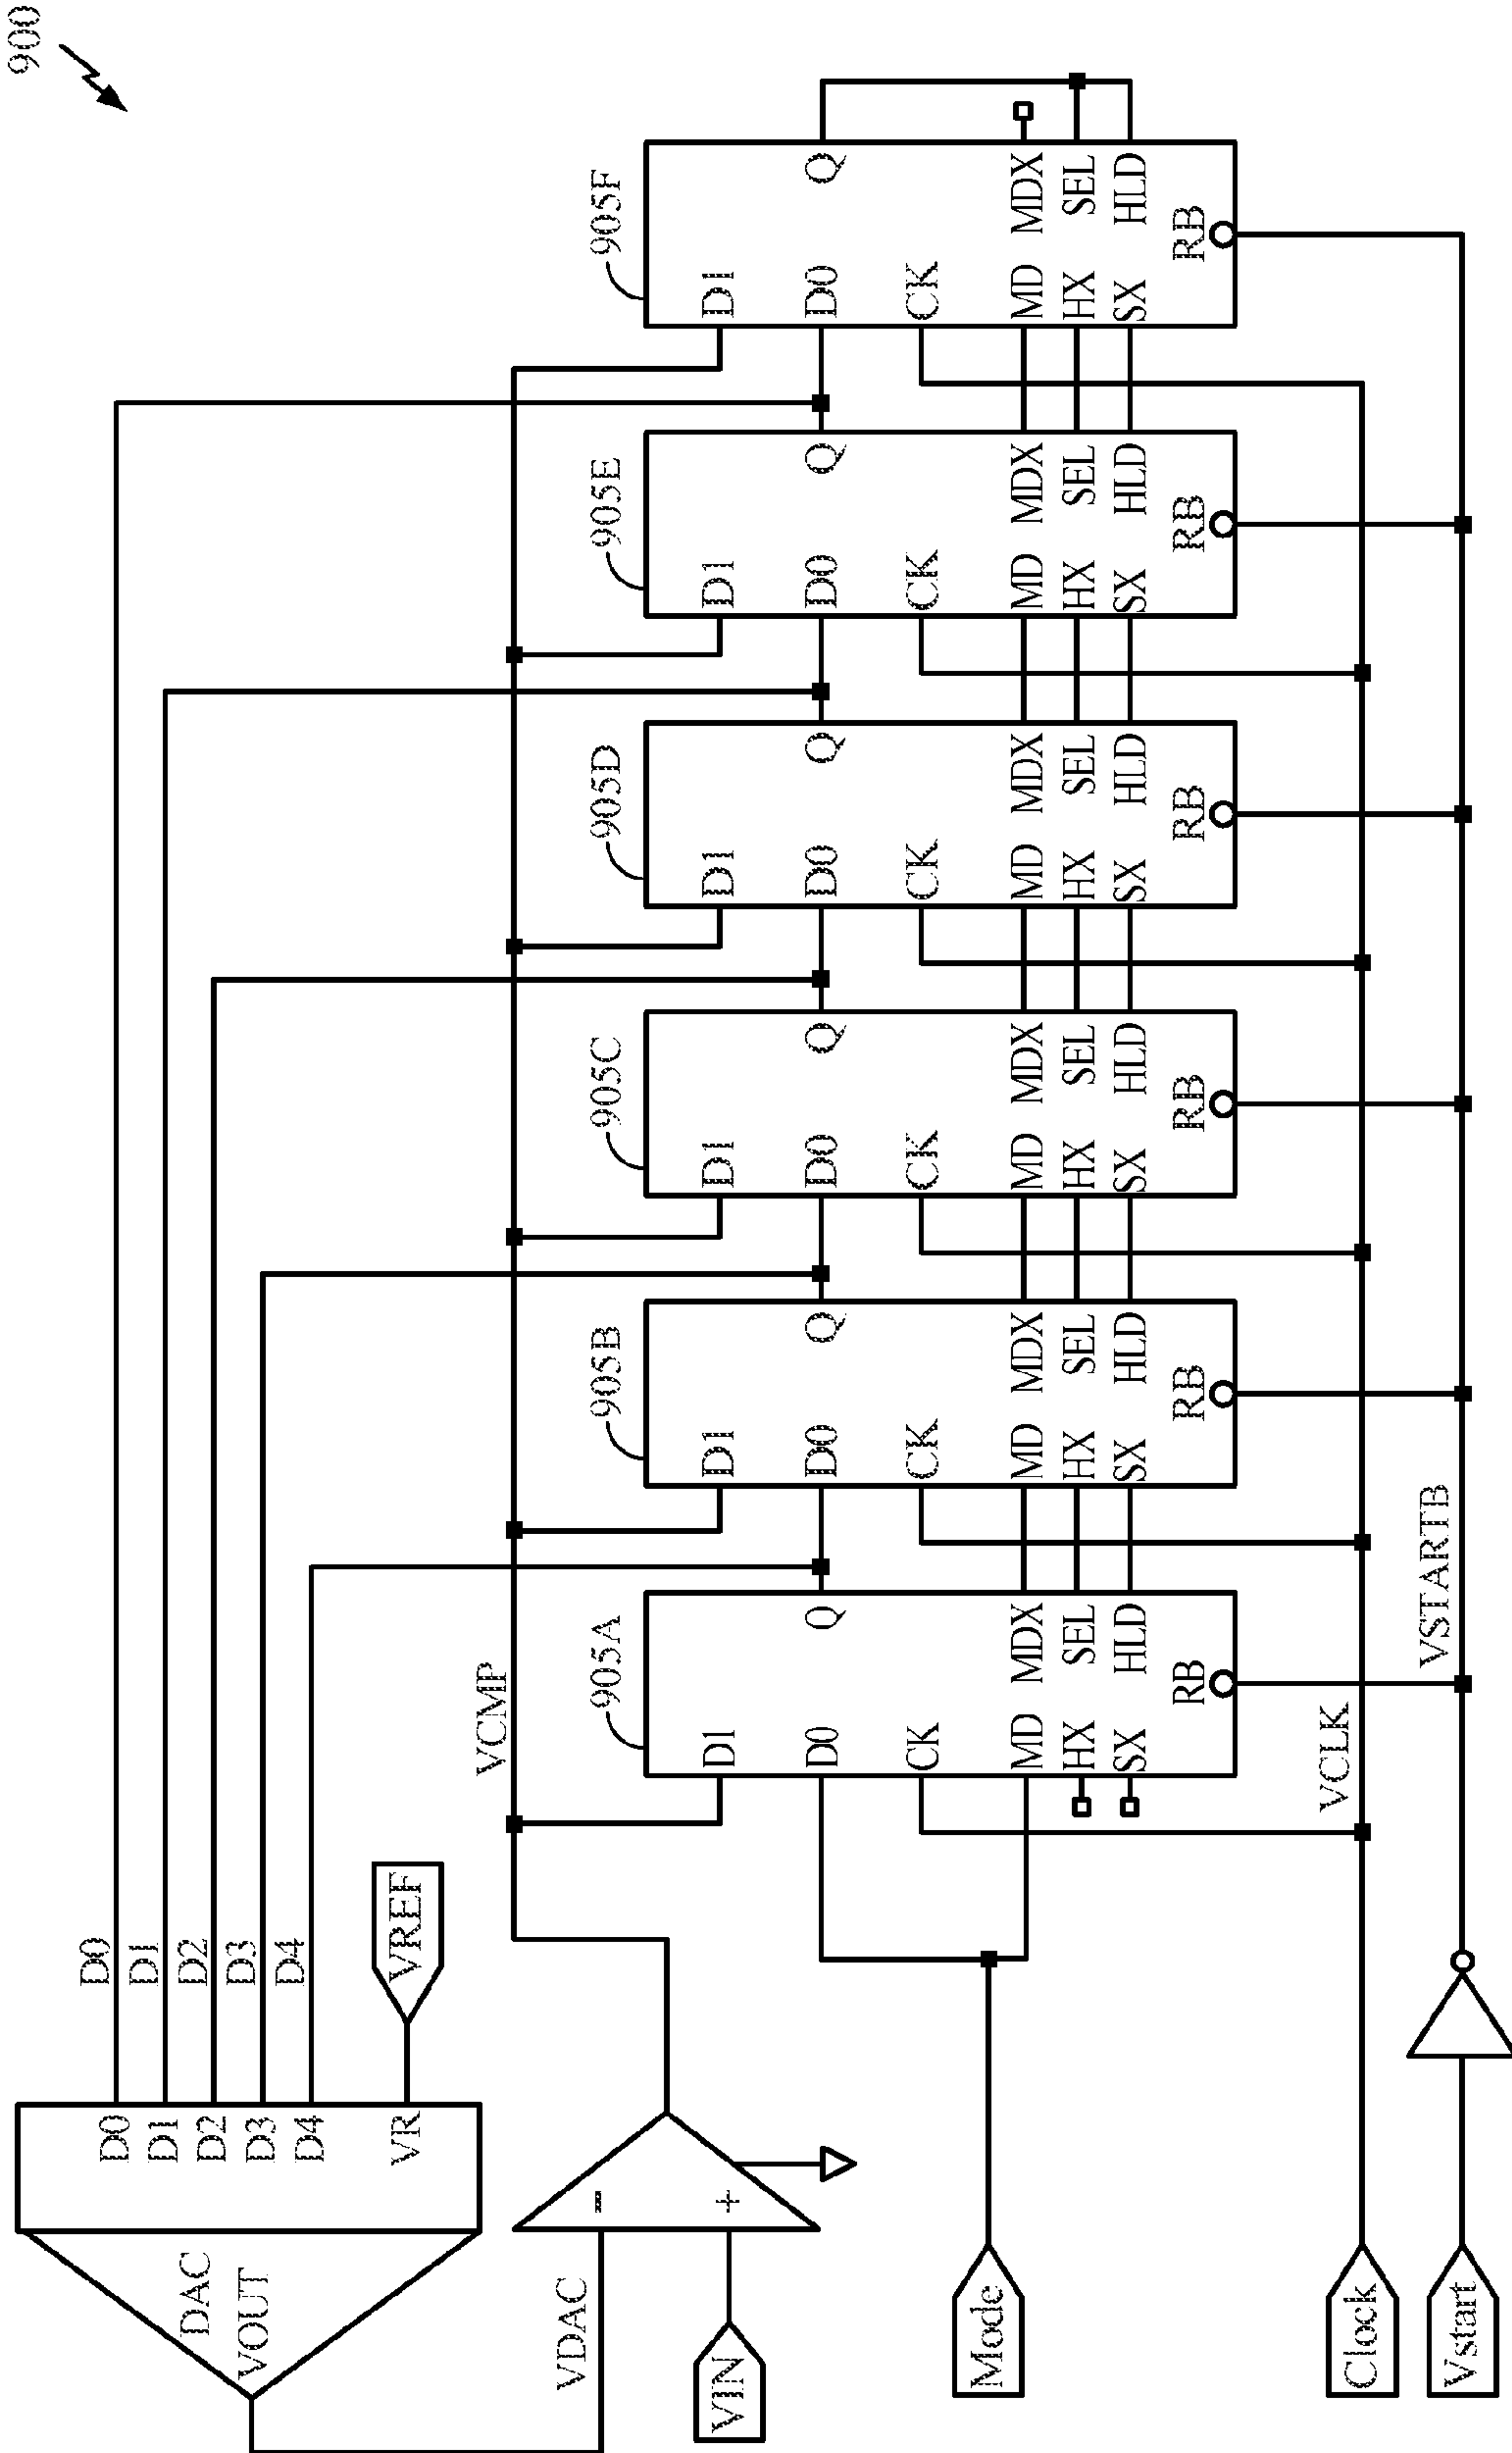 900
D0
D1
D2
D3
D4
D0
D1
D2
D3
D4
VR
VREF
DAC
VOUT
VDAC
VIN
VCMP
Mode
Clock
Vstart
VCLK
VSTARTB
905A
D1
D0
Q
CK
MD MDX
HX SEL
SX HLD
RB
905B
D1
D0
Q
CK
MD MDX
HX SEL
SX HLD
RB
905C
D1
D0
Q
CK
MD MDX
HX SEL
SX HLD
RB
905D
D1
D0
Q
CK
MD MDX
HX SEL
SX HLD
RB
905E
D1
D0
Q
CK
MD MDX
HX SEL
SX HLD
RB
905F
D1
D0
Q
CK
MD MDX
HX SEL
SX HLD
RB
- 
+